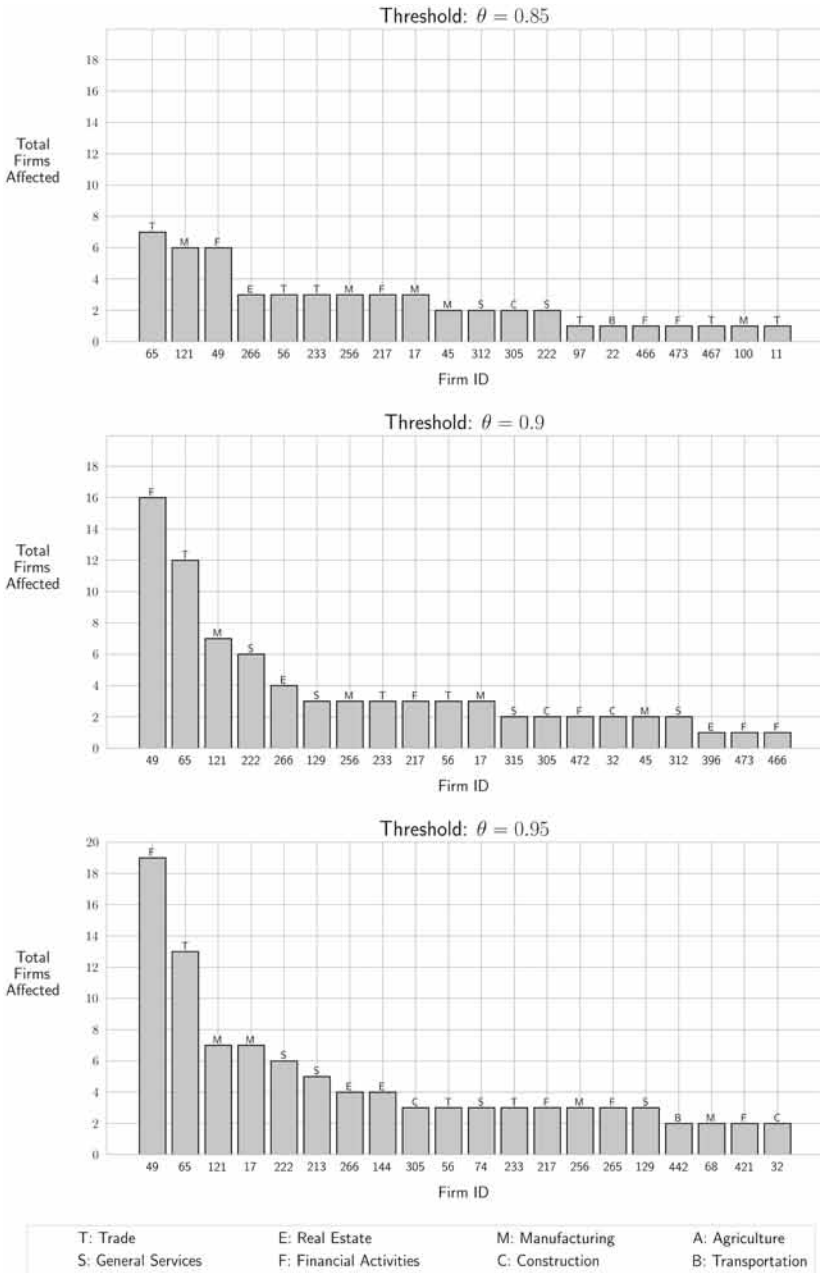 Threshold: θ = 0.85
18
16
14
12
10
8
6
4
2
0
Total
Firms
Affected
T M F E T T M F M M S C S T B F F T M T
65 121 49 266 56 233 256 217 17 45 312 305 222 97 22 466 473 467 100 11
Firm ID
Threshold: θ = 0.9
18
16
14
12
10
8
6
4
2
0
Total
Firms
Affected
F T M S E S M T F T M S C F C M S E F F
49 65 121 222 266 129 256 233 217 56 17 315 305 472 32 45 312 396 473 466
Firm ID
Threshold: θ = 0.95
20
18
16
14
12
10
8
6
4
2
0
Total
Firms
Affected
F T M M S S E E C T S T F M F S B M F C
49 65 121 17 222 213 266 144 305 56 74 233 217 256 265 129 442 68 421 32
Firm ID
T: Trade E: Real Estate M: Manufacturing A: Agriculture
S: General Services F: Financial Activities C: Construction B: Transportation